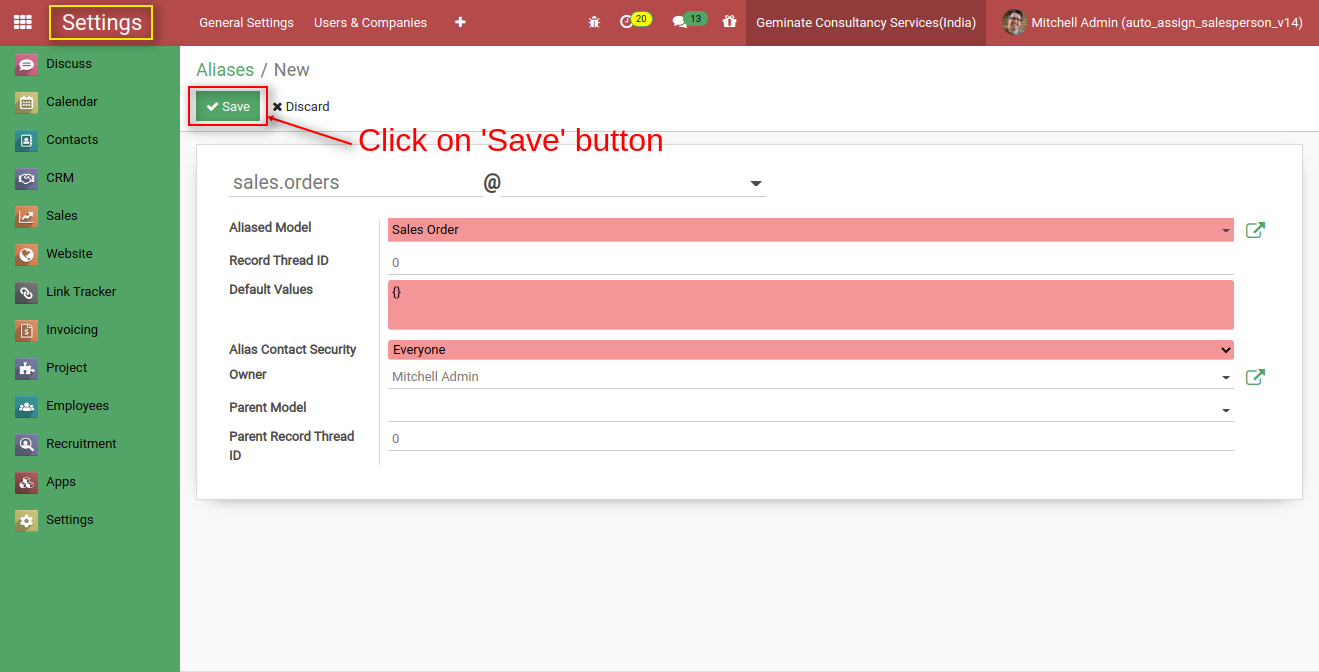 Settings
General Settings
Users & Companies
20
13
Geminate Consultancy Services(India)
Mitchell Admin (auto_assign_salesperson_v14)
Discuss
Calendar
Contacts
CRM
Sales
Website
Link Tracker
Invoicing
Project
Employees
Recruitment
Apps
Settings
Aliases / New
Save
Discard
Click on 'Save' button
sales.orders @
Aliased Model
Sales Order
Record Thread ID
0
Default Values
{}
Alias Contact Security
Everyone
Owner
Mitchell Admin
Parent Model
Parent Record Thread
ID
0